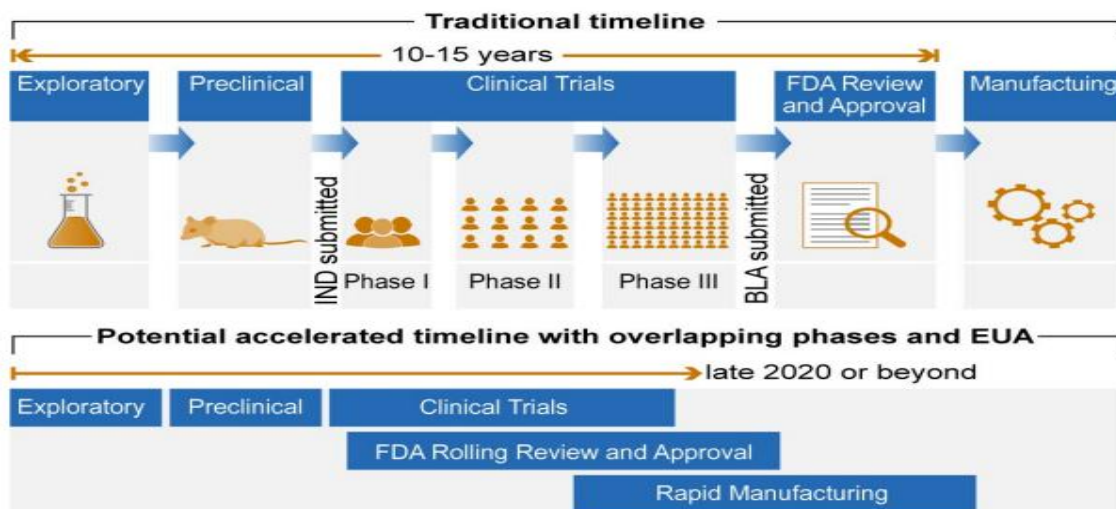 Traditional timeline
10-15 years
Exploratory
Preclinical
Clinical Trials
FDA Review
and Approval
Manufactuing
IND submitted
BLA submitted
Phase I
Phase II
Phase III
Potential accelerated timeline with overlapping phases and EUA
late 2020 or beyond
Exploratory
Preclinical
Clinical Trials
FDA Rolling Review and Approval
Rapid Manufacturing